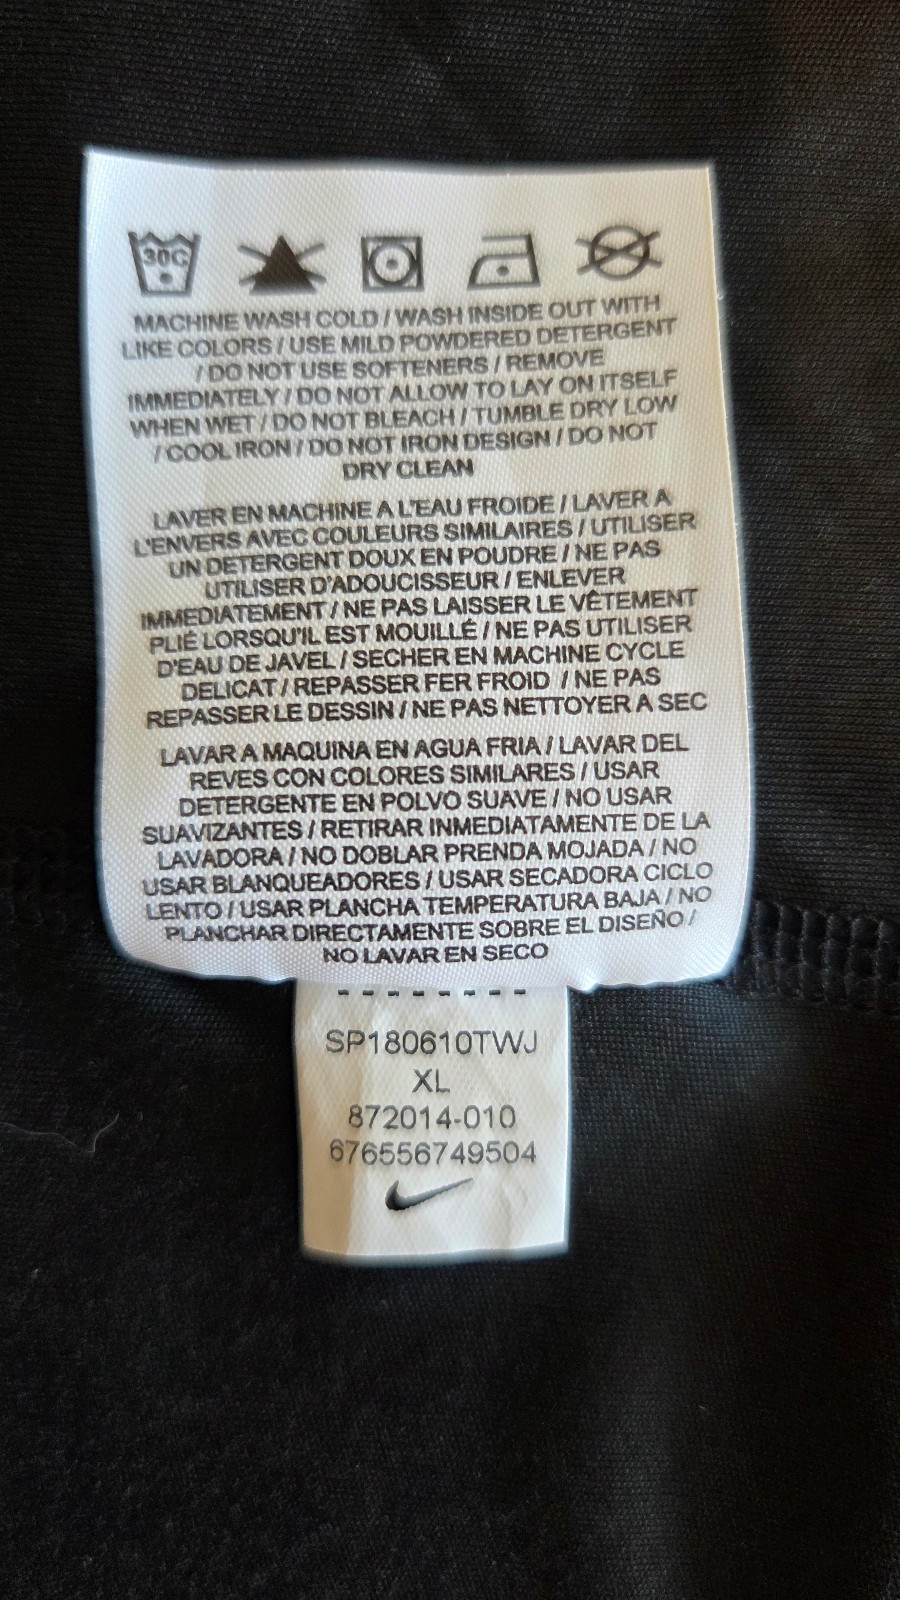 30C
MACHINE WASH COLD / WASH INSIDE OUT WITH
LIKE COLORS / USE MILD POWDERED DETERGENT
/ DO NOT USE SOFTENERS / REMOVE
IMMEDIATELY / DO NOT ALLOW TO LAY ON ITSELF
WHEN WET / DO NOT BLEACH / TUMBLE DRY LOW
/ COOL IRON / DO NOT IRON DESIGN / DO NOT
DRY CLEAN
LAVER EN MACHINE A L'EAU FROIDE / LAVER A
L'ENVERS AVEC COULEURS SIMILAIRES / UTILISER
UN DETERGENT DOUX EN POUDRE / NE PAS
UTILISER D'ADOUCISSEUR / ENLEVER
IMMEDIATEMENT / NE PAS LAISSER LE VÊTEMENT
PLIÉ LORSQU'IL EST MOUILLÉ / NE PAS UTILISER
D'EAU DE JAVEL / SECHER EN MACHINE CYCLE
DELICAT / REPASSER FER FROID / NE PAS
REPASSER LE DESSIN / NE PAS NETTOYER A SEC
LAVAR A MAQUINA EN AGUA FRIA / LAVAR DEL
REVES CON COLORES SIMILARES / USAR
DETERGENTE EN POLVO SUAVE / NO USAR
SUAVIZANTES / RETIRAR INMEDIATAMENTE DE LA
LAVADORA / NO DOBLAR PRENDA MOJADA / NO
USAR BLANQUEADORES / USAR SECADORA CICLO
LENTO / USAR PLANCHA TEMPERATURA BAJA / NO
PLANCHAR DIRECTAMENTE SOBRE EL DISEÑO /
NO LAVAR EN SECO
SP180610TWJ
XL
872014-010
676556749504